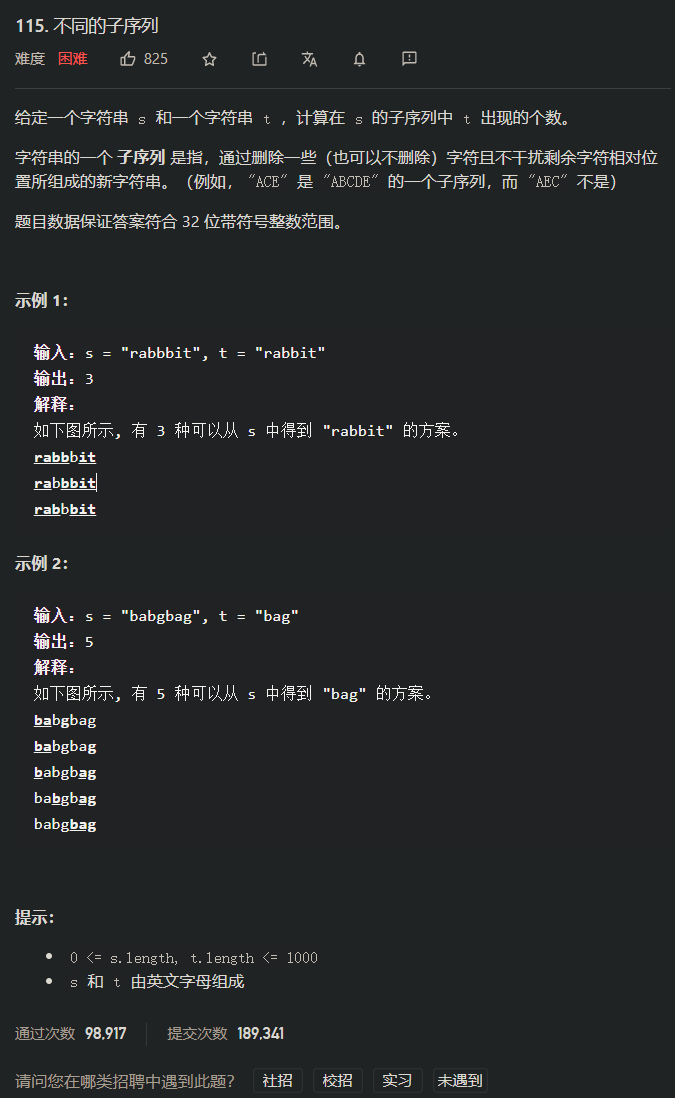 115. 不同的子序列
难度 困难 825
给定一个字符串 s 和一个字符串 t ，计算在 s 的子序列中 t 出现的个数。
字符串的一个 子序列 是指，通过删除一些（也可以不删除）字符且不干扰剩余字符相对位
置所组成的新字符串。（例如，"ACE" 是 "ABCDE" 的一个子序列，而 "AEC" 不是）
题目数据保证答案符合 32 位带符号整数范围。
示例 1：
输入：s = "rabbbit", t = "rabbit"
输出：3
解释：
如下图所示, 有 3 种可以从 s 中得到 "rabbit" 的方案。
rabbbit
rabbbit
rabbbit
示例 2：
输入：s = "babgbag", t = "bag"
输出：5
解释：
如下图所示, 有 5 种可以从 s 中得到 "bag" 的方案。
babgbag
babgbag
babgbag
babgbag
babgbag
提示：
0 <= s.length, t.length <= 1000
s 和 t 由英文字母组成
通过次数 98,917 提交次数 189,341
请问您在哪类招聘中遇到此题？ 社招 校招 实习 未遇到